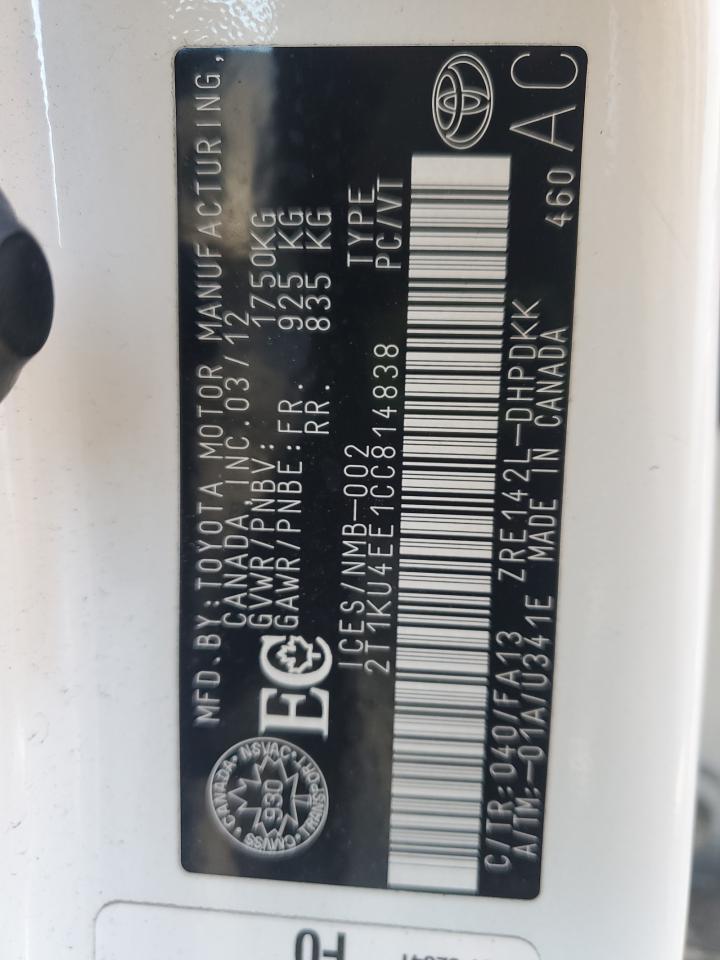 MFD.BY:TOYOTA MOTOR MANUFACTURING,
CANADA, INC.03/12
GVWR/PNBV: 1750KG
GAWR/PNBE:FR. 925 KG
RR. 835 KG
EC
CANADA • NSVAC • TRANSPORT • CMVSS
930
ICES/NMB-002 TYPE
2T1KU4EE1CC814838 PC/VT
C/TR:040/FA13 ZRE142L-DHPDKK
A/TM:-01A/U341E MADE IN CANADA
460 AC